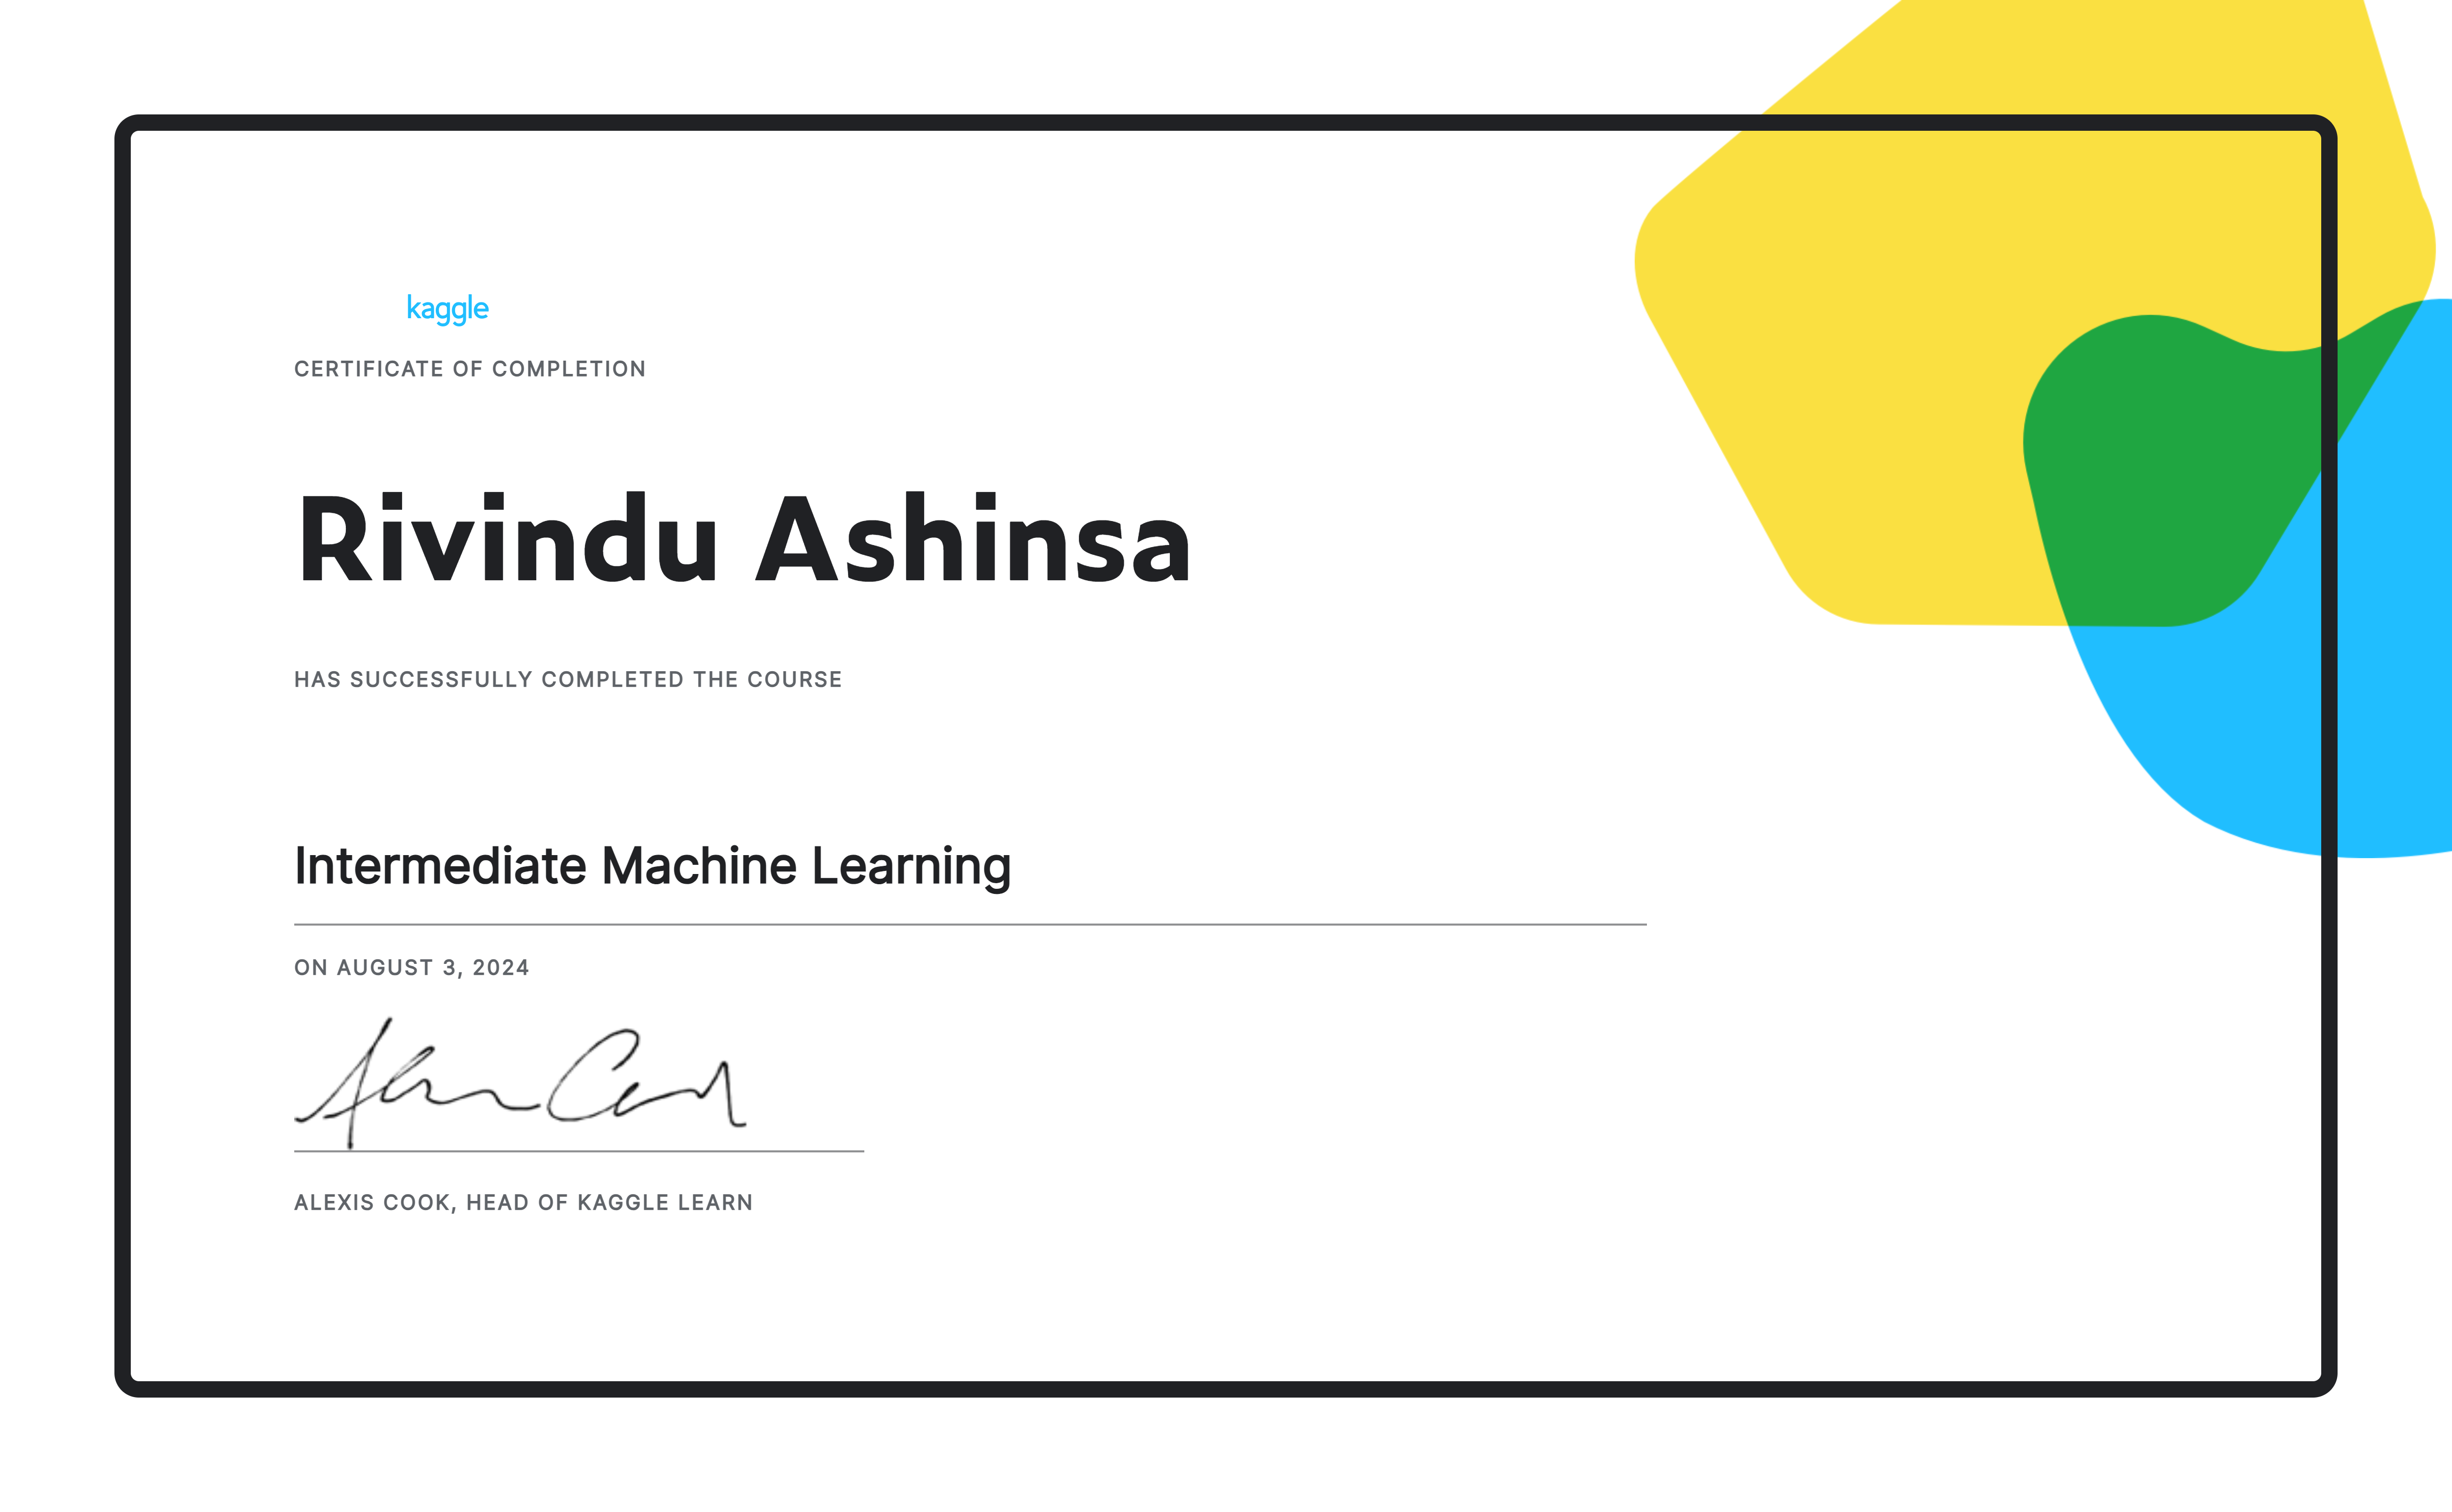 kaggle
CERTIFICATE OF COMPLETION
Rivindu Ashinsa
HAS SUCCESSFULLY COMPLETED THE COURSE
Intermediate Machine Learning
ON AUGUST 3, 2024
ALEXIS COOK, HEAD OF KAGGLE LEARN